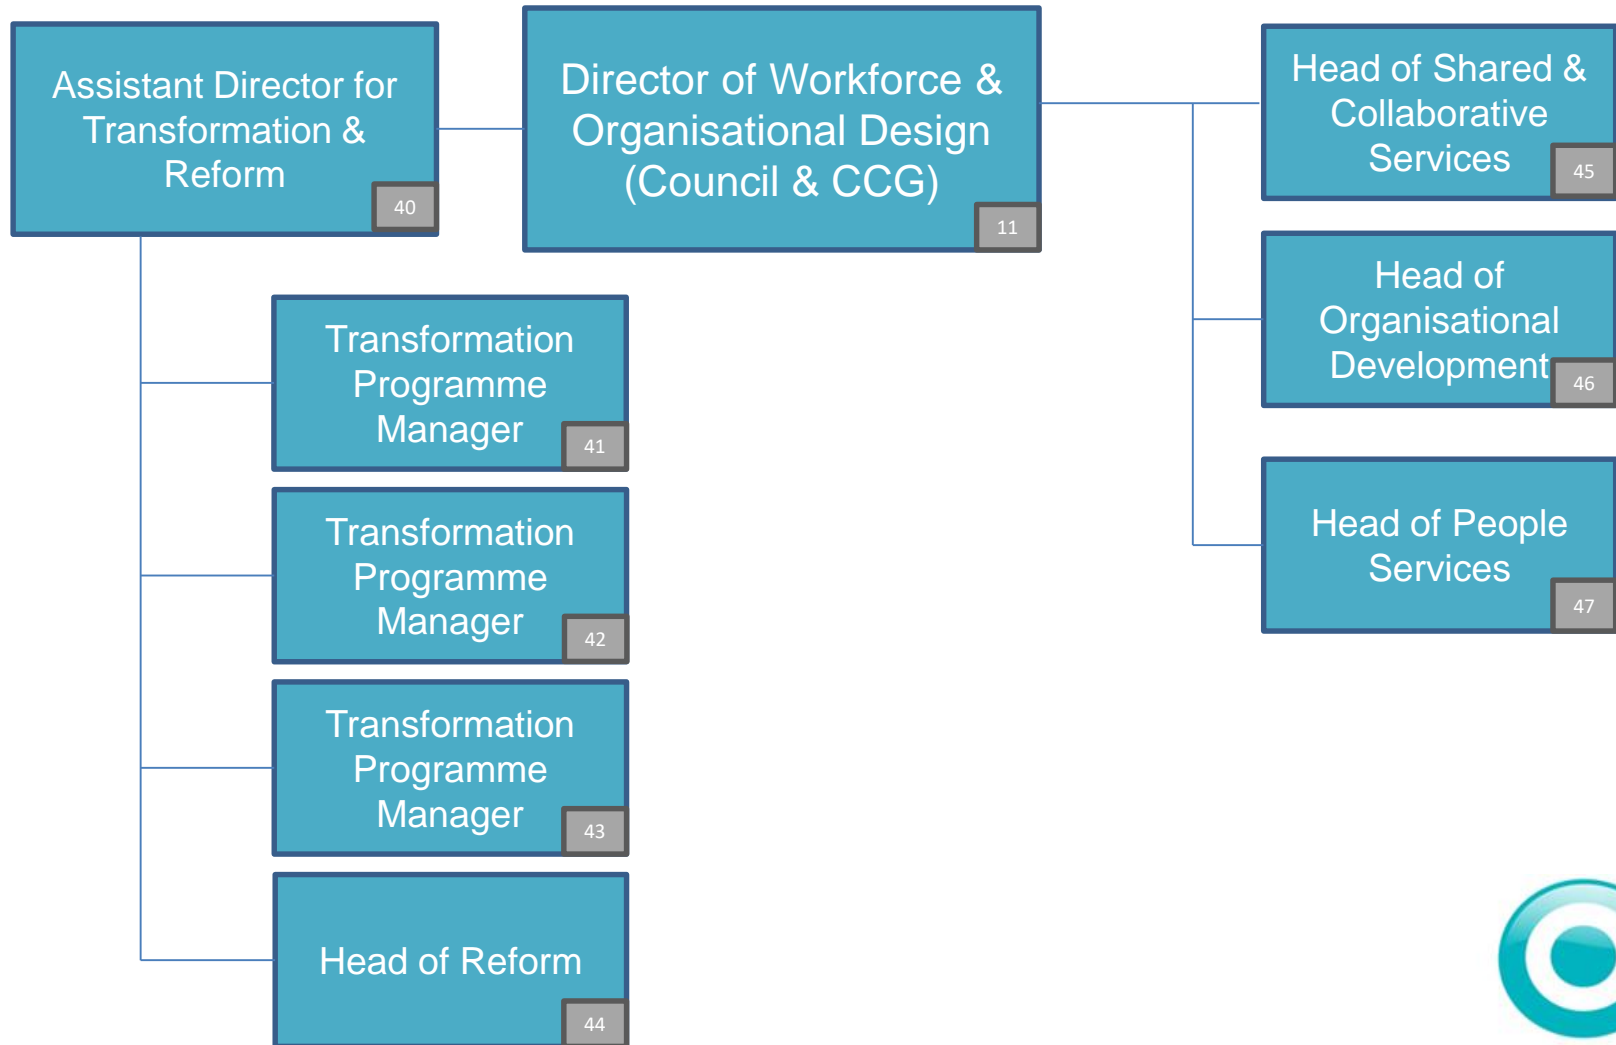 Assistant Director for
Transformation &
Reform
40
Director of Workforce &
Organisational Design
(Council & CCG)
11
Head of Shared &
Collaborative
Services
45
Head of
Organisational
Development
46
Head of People
Services
47
Transformation
Programme
Manager
41
Transformation
Programme
Manager
42
Transformation
Programme
Manager
43
Head of Reform
44